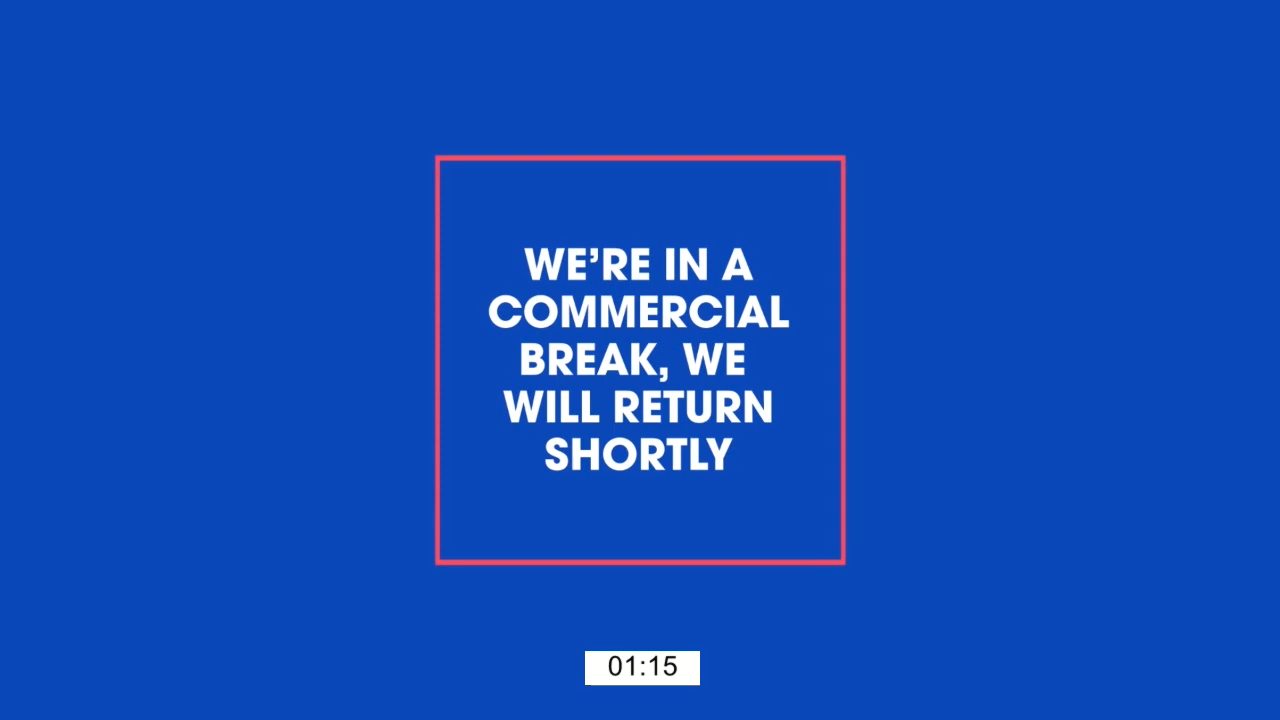 WE’RE IN A
COMMERCIAL
BREAK, WE
WILL RETURN
SHORTLY
01:15